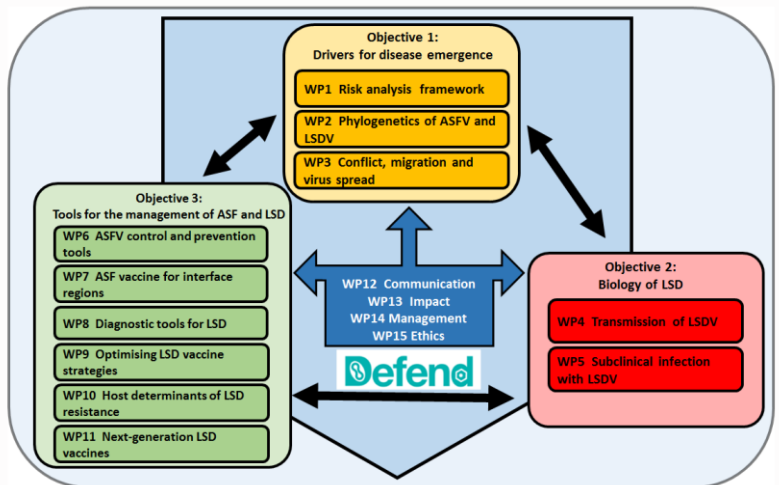 Objective 1:
Drivers for disease emergence
WP1 Risk analysis framework
WP2 Phylogenetics of ASFV and
LSDV
WP3 Conflict, migration and
virus spread
Objective 3:
Tools for the management of ASF and LSD
WP6 ASFV control and prevention
tools
WP7 ASF vaccine for interface
regions
WP8 Diagnostic tools for LSD
WP9 Optimising LSD vaccine
strategies
WP10 Host determinants of LSD
resistance
WP11 Next-generation LSD
vaccines
WP12 Communication
WP13 Impact
WP14 Management
WP15 Ethics
Defend
Objective 2:
Biology of LSD
WP4 Transmission of LSDV
WP5 Subclinical infection
with LSDV